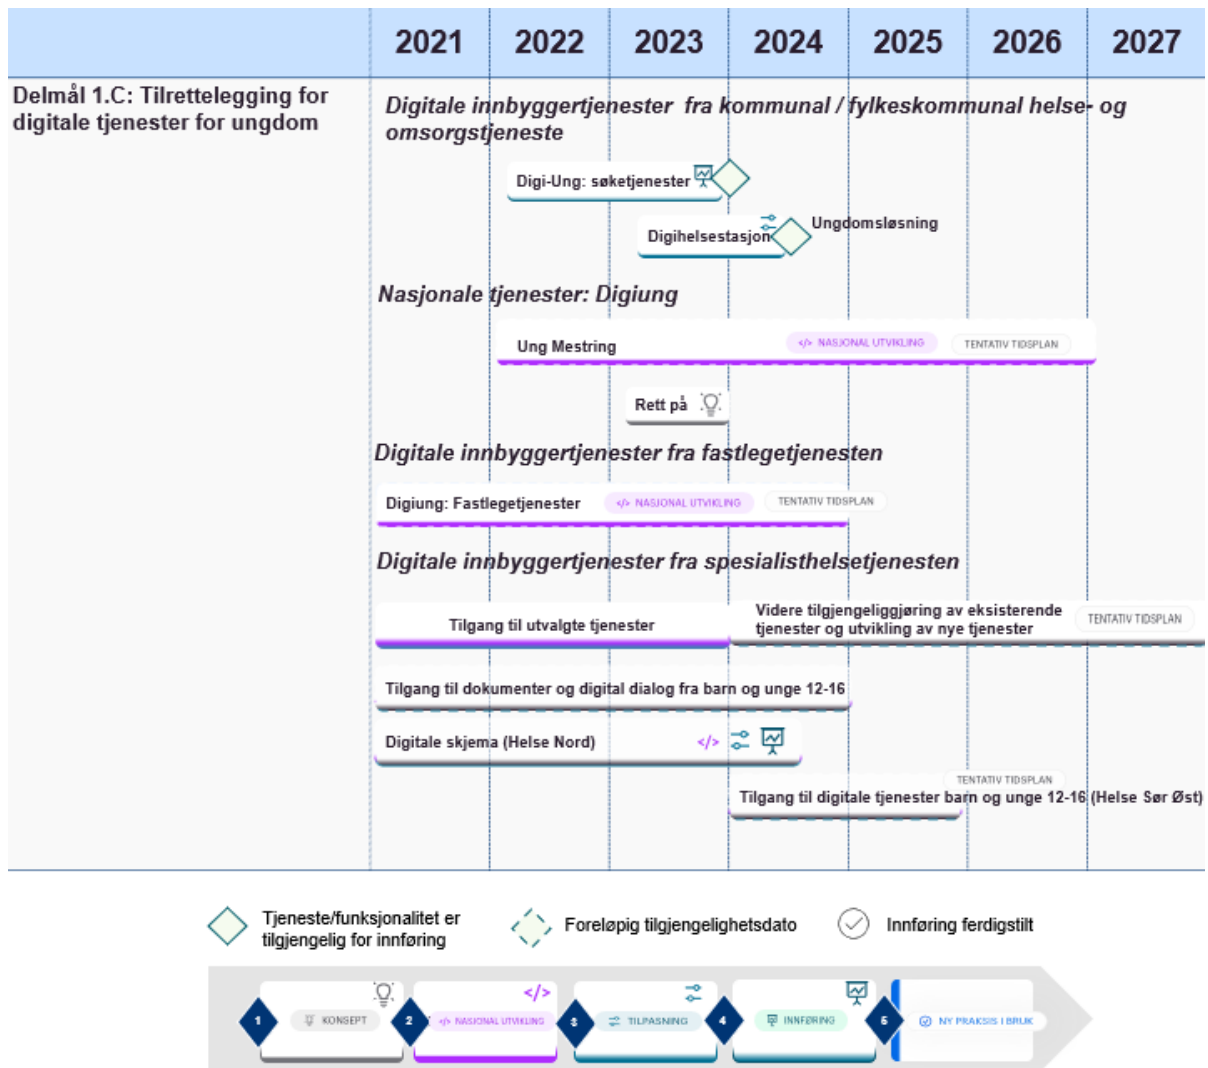 2021 2022 2023 2024 2025 2026 2027
Delmål 1.C: Tilrettelegging for
digitale tjenester for ungdom
Digitale innbyggertjenester fra kommunal / fylkeskommunal helse- og
omsorgstjeneste
Digi-Ung: søketjenester
Digihelsestasjon
Ungdomsløsning
Nasjonale tjenester: Digiung
Ung Mestring
</> NASJONAL UTVIKLING
TENTATIV TIDSPLAN
Rett på
Digitale innbyggertjenester fra fastlegetjenesten
Digiung: Fastlegetjenester
</> NASJONAL UTVIKLING
TENTATIV TIDSPLAN
Digitale innbyggertjenester fra spesialisthelsetjenesten
Tilgang til utvalgte tjenester
Videre tilgjengeliggjøring av eksisterende
tjenester og utvikling av nye tjenester
TENTATIV TIDSPLAN
Tilgang til dokumenter og digital dialog fra barn og unge 12-16
Digitale skjema (Helse Nord)
</>
TENTATIV TIDSPLAN
Tilgang til digitale tjenester barn og unge 12-16 (Helse Sør Øst)
Tjeneste/funksjonalitet er
tilgjengelig for innføring
Foreløpig tilgjengelighetsdato
Innføring ferdigstilt
</>
1 KONSEPT
2 </> NASJONAL UTVIKLING
3 TILPASNING
4 INNFØRING
5 NY PRAKSIS I BRUK